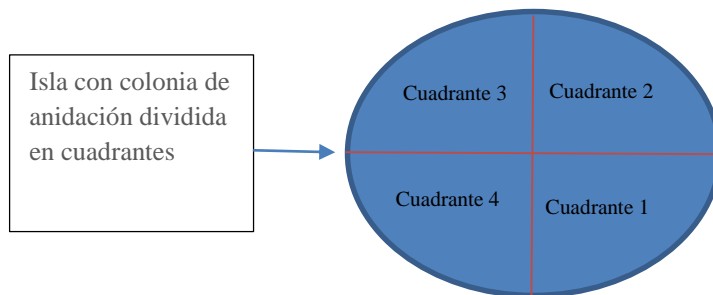 Isla con colonia de
anidación dividida
en cuadrantes
Cuadrante 3
Cuadrante 2
Cuadrante 4
Cuadrante 1